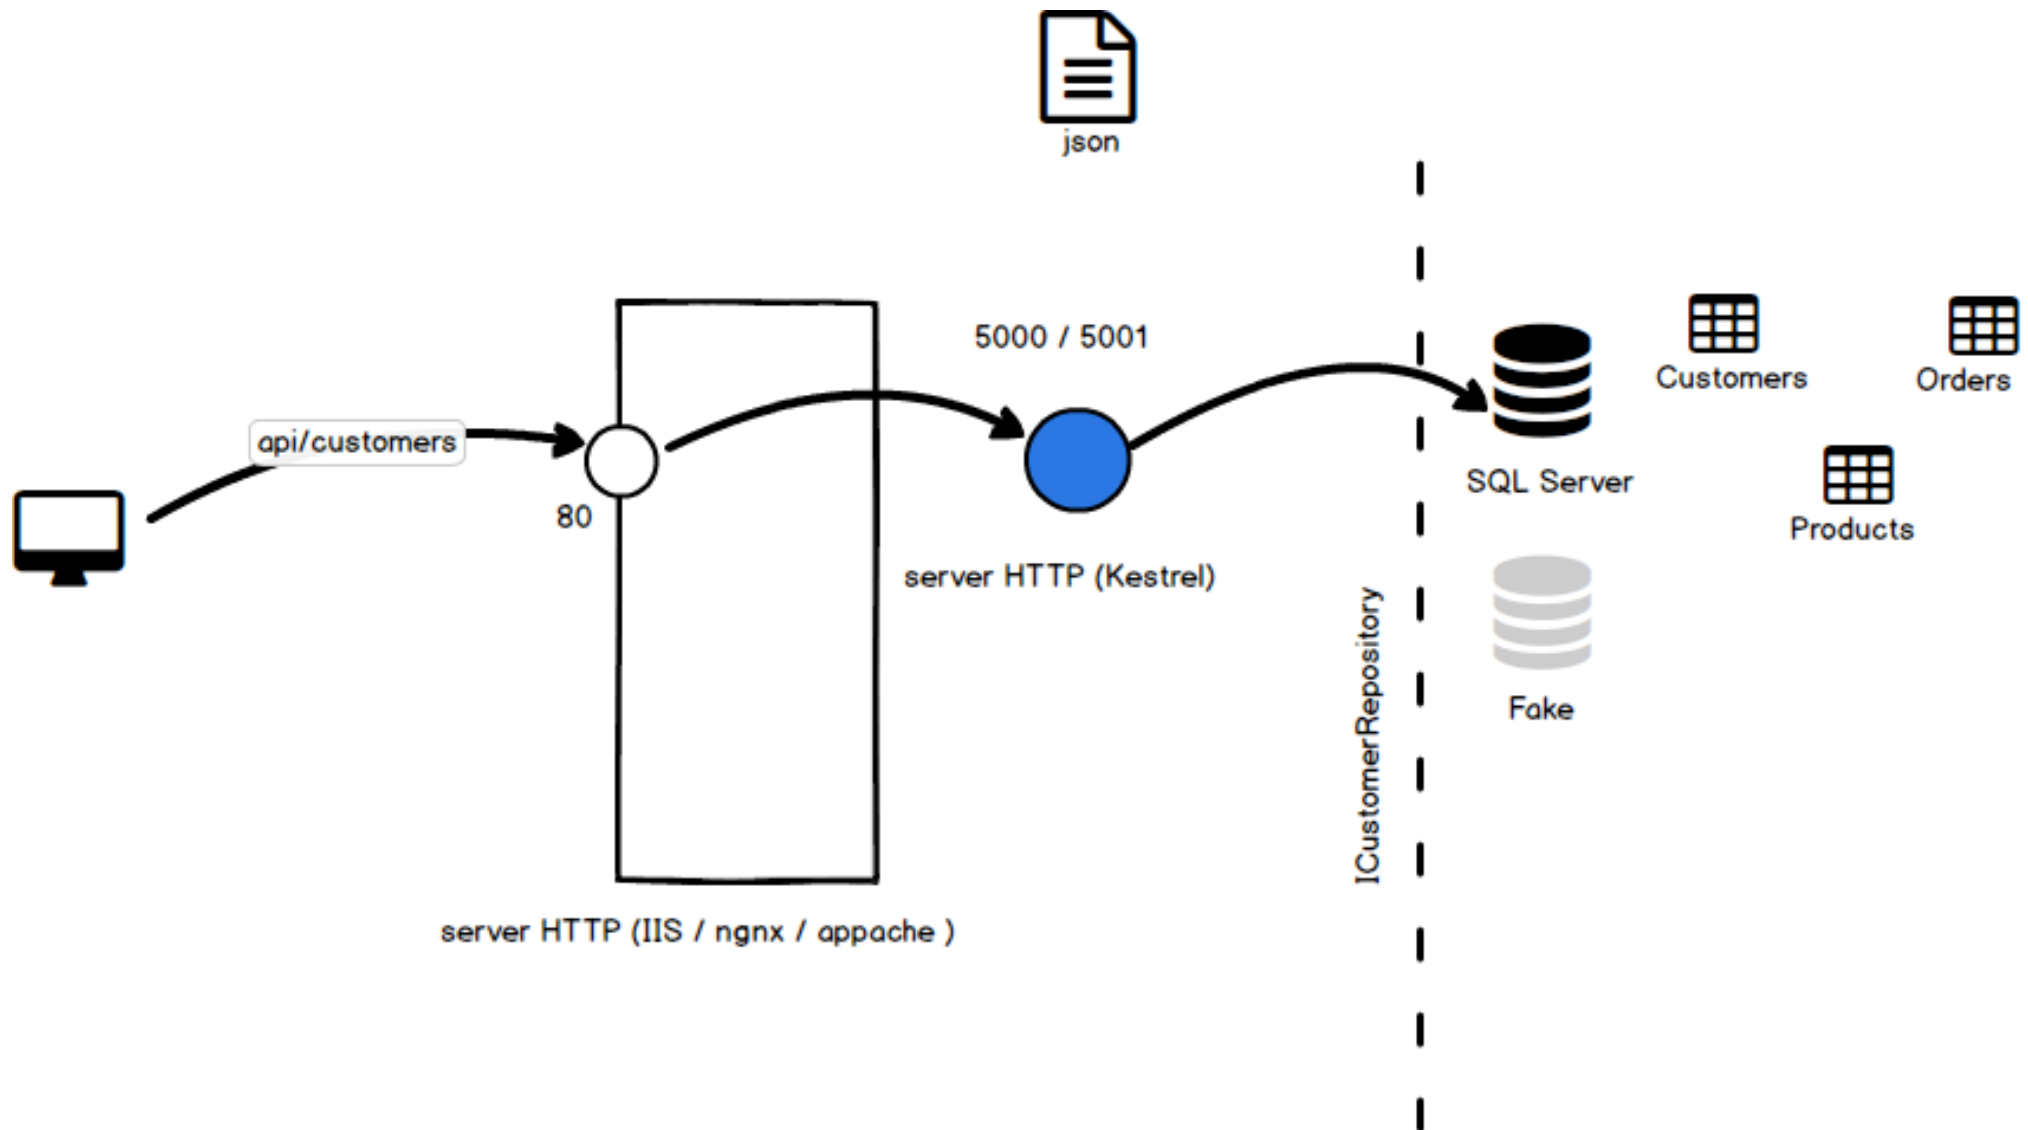 json
5000 / 5001
Customers
Orders
api/customers
SQL Server
80
Products
server HTTP (Kestrel)
ICustomerRepository
Fake
server HTTP (IIS / ngnx / appache )